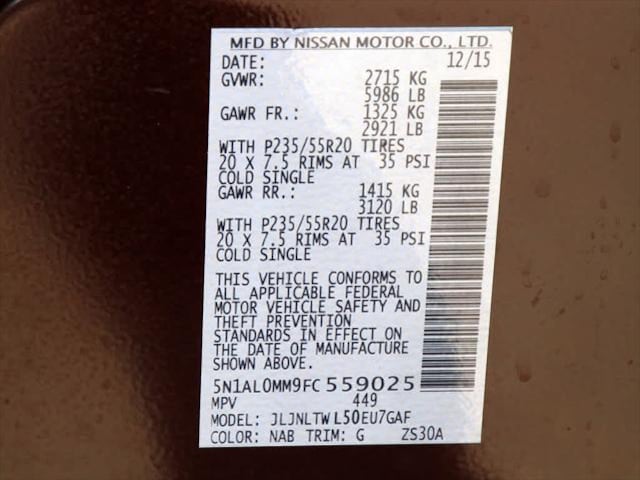 MFD BY NISSAN MOTOR CO., LTD.
DATE: 12/15
GVWR: 2715 KG
5986 LB
GAWR FR.: 1325 KG
2921 LB
WITH P235/55R20 TIRES
20 X 7.5 RIMS AT 35 PSI
COLD SINGLE
GAWR RR.: 1415 KG
3120 LB
WITH P235/55R20 TIRES
20 X 7.5 RIMS AT 35 PSI
COLD SINGLE
THIS VEHICLE CONFORMS TO
ALL APPLICABLE FEDERAL
MOTOR VEHICLE SAFETY AND
THEFT PREVENTION
STANDARDS IN EFFECT ON
THE DATE OF MANUFACTURE
SHOWN ABOVE.
5N1AL0MM9FC559025
MPV 449
MODEL: JLJNLTWL50EU7GAF
COLOR: NAB TRIM: G ZS30A